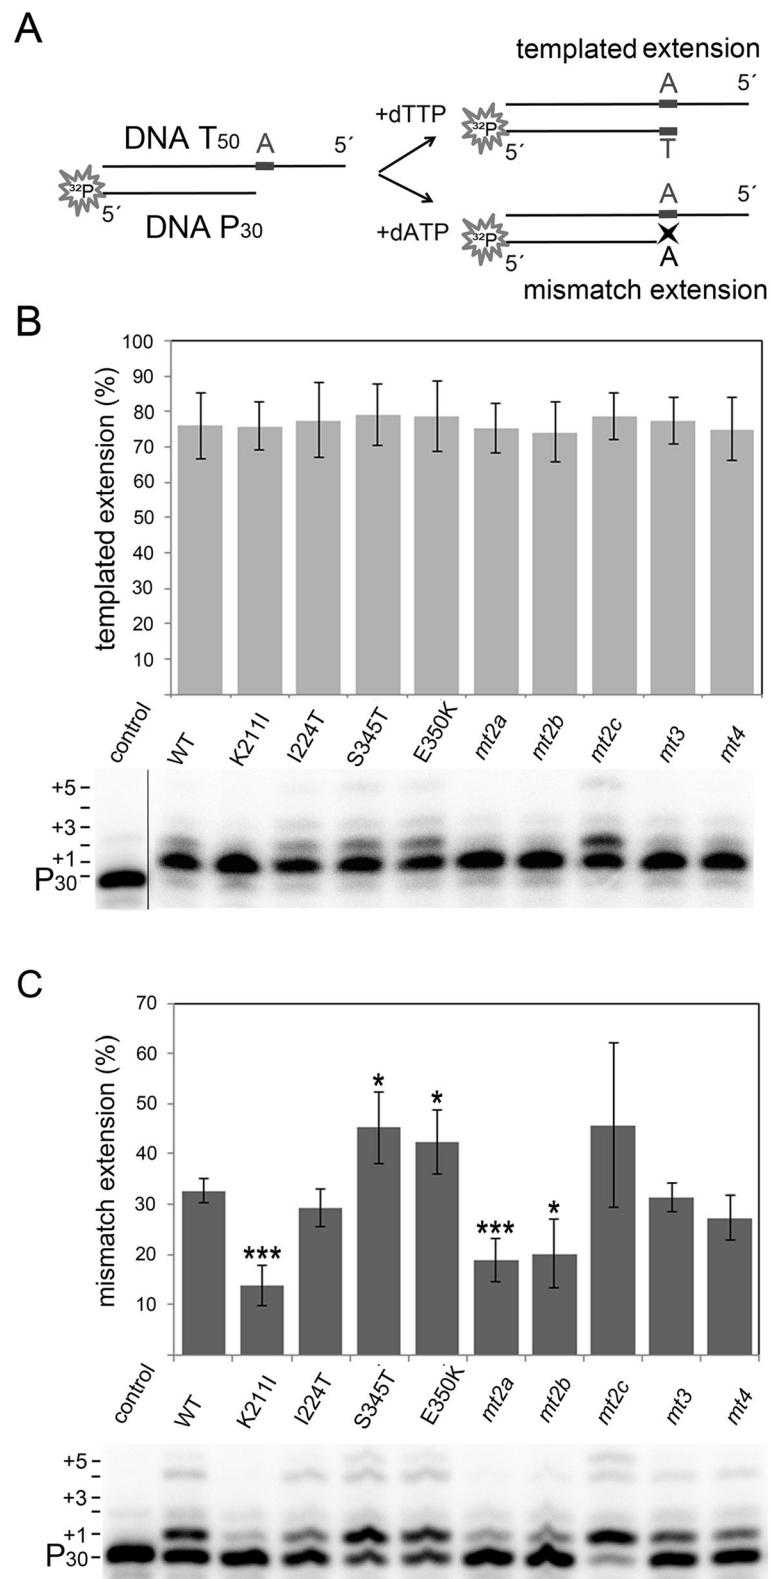 A
templated extension
A
5´
+dTTP
DNA T50
A
5´
32P
5´
T
32P
5´
DNA P30
A
5´
+dATP
32P
5´
A
mismatch extension
B
templated extension (%)
100
90
80
70
60
50
40
30
20
10
control
WT
K211I
I224T
S345T
E350K
mt2a
mt2b
mt2c
mt3
mt4
+5
+3
+1
P30
C
mismatch extension (%)
70
60
50
40
30
20
10
***
*
*
***
*
control
WT
K211I
I224T
S345T
E350K
mt2a
mt2b
mt2c
mt3
mt4
+5
+3
+1
P30